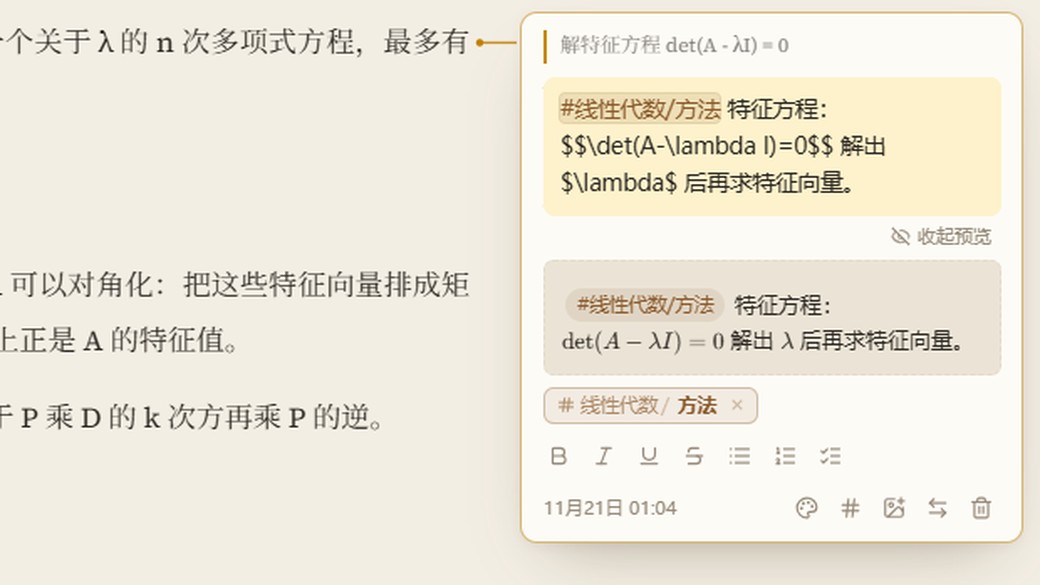 个关于 λ 的 n 次多项式方程，最多有
可以对角化：把这些特征向量排成矩
上正是 A 的特征值。
于 P 乘 D 的 k 次方再乘 P 的逆。
解特征方程 det(A - λI) = 0
#线性代数/方法 特征方程：
$$\det(A-\lambda I)=0$$ 解出
$\lambda$ 后再求特征向量。
收起预览
#线性代数/方法 特征方程：
det(A − λI) = 0 解出 λ 后再求特征向量。
# 线性代数/ 方法 ×
B I U S
11月21日 01:04